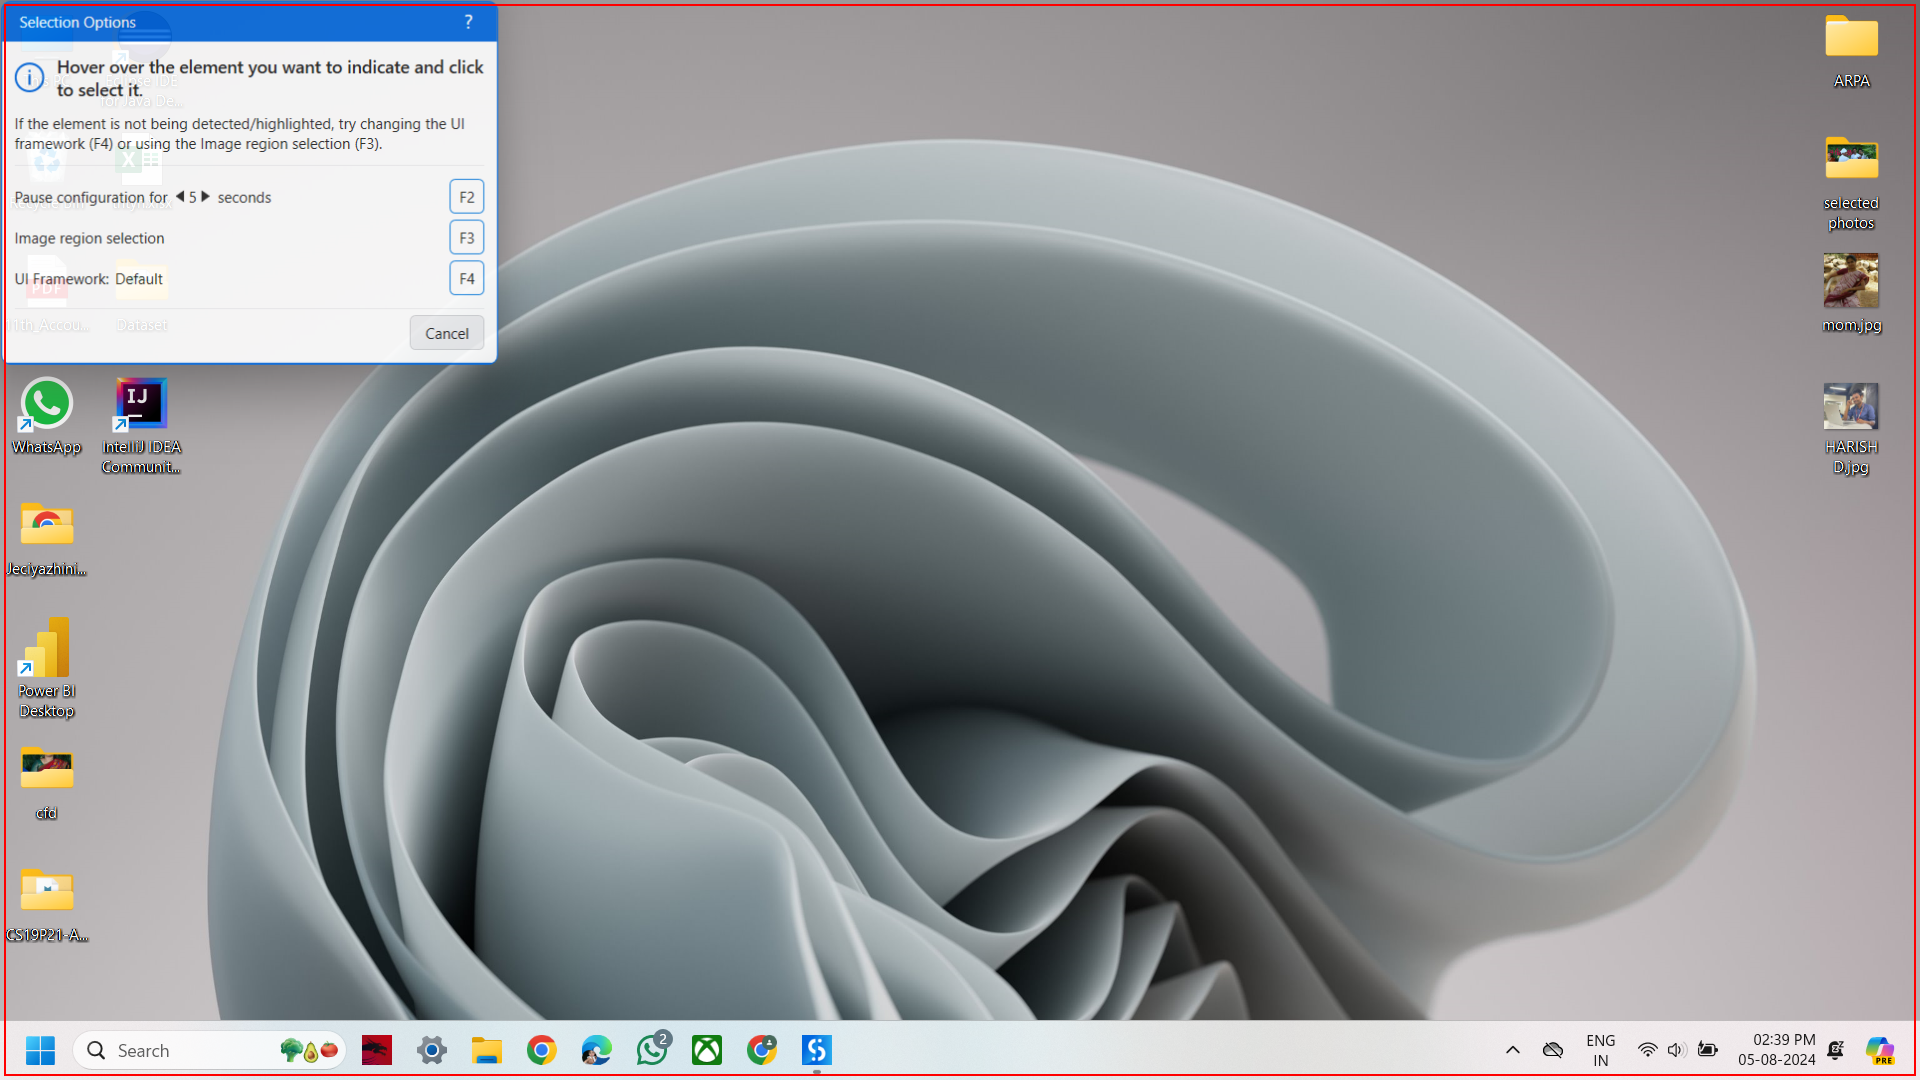 Selection Options
?
Hover over the element you want to indicate and click
to select it.
If the element is not being detected/highlighted, try changing the UI
framework (F4) or using the Image region selection (F3).
Pause configuration for 5 seconds
F2
Image region selection
F3
UI Framework: Default
F4
Cancel
11th_Accou...
Dataset
WhatsApp
IJ
IntelliJ IDEA
Communit...
Jeciyazhini...
Power BI
Desktop
cfd
CS19P21-A...
ARPA
selected
photos
mom.jpg
HARISH
D.jpg
Search
2
ENG
IN
02:39 PM
05-08-2024
PRE